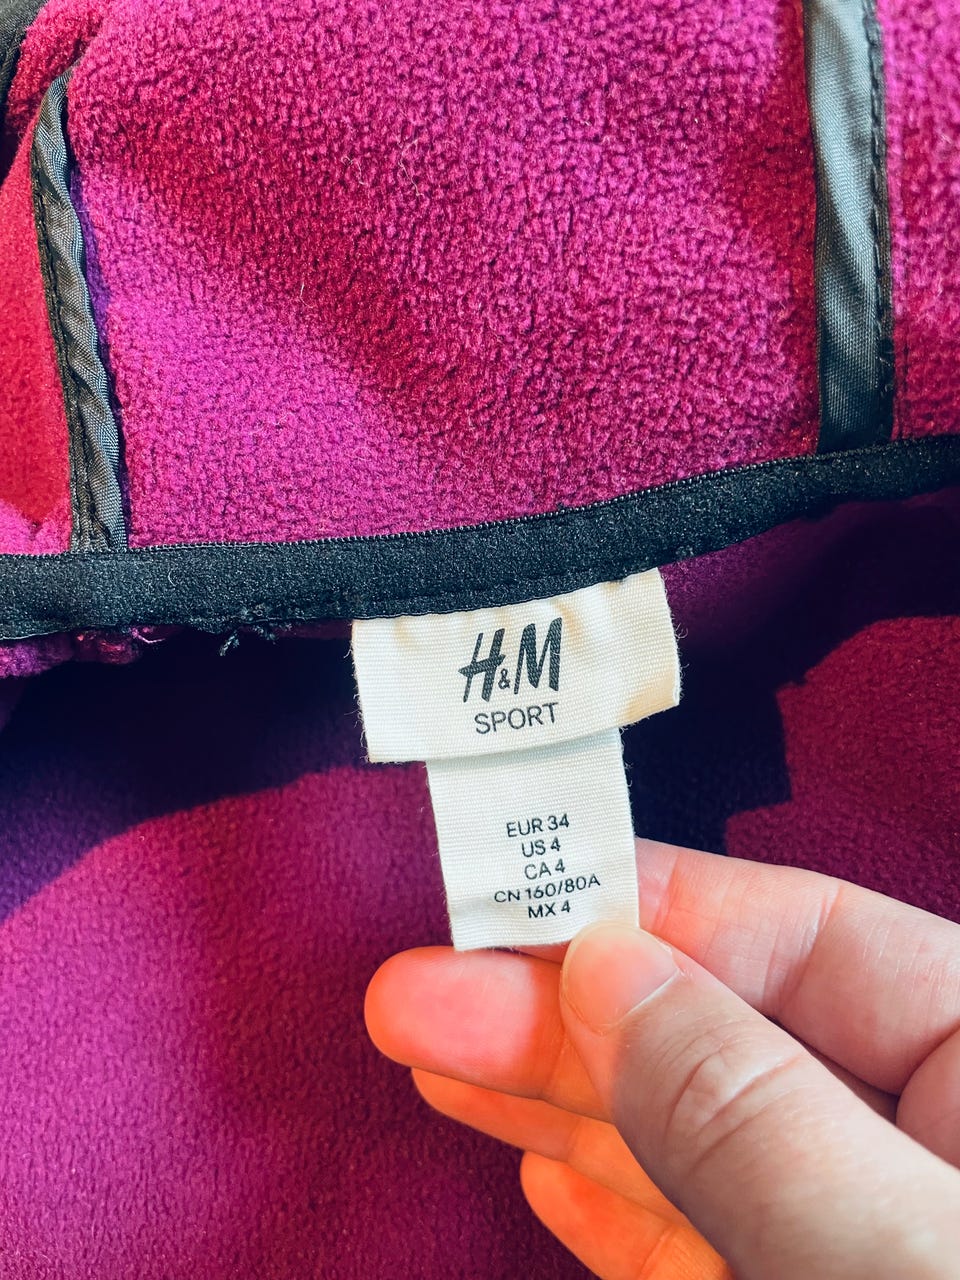 H&M
SPORT
EUR 34
US 4
CA 4
CN 160/80A
MX 4